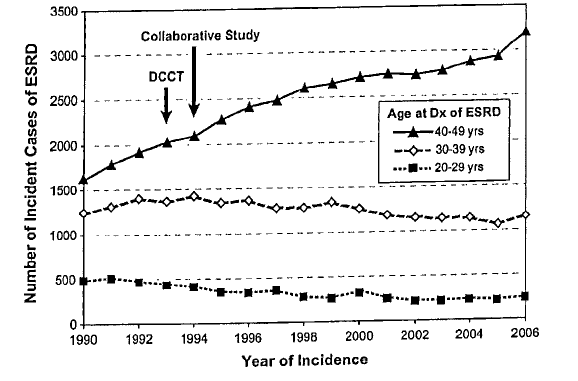 3500
3000
2500
2000
1500
1000
500
0
Number of Incident Cases of ESRD
Collaborative Study
DCCT
Age at Dx of ESRD
40-49 yrs
30-39 yrs
20-29 yrs
1990 1992 1994 1996 1998 2000 2002 2004 2006
Year of Incidence